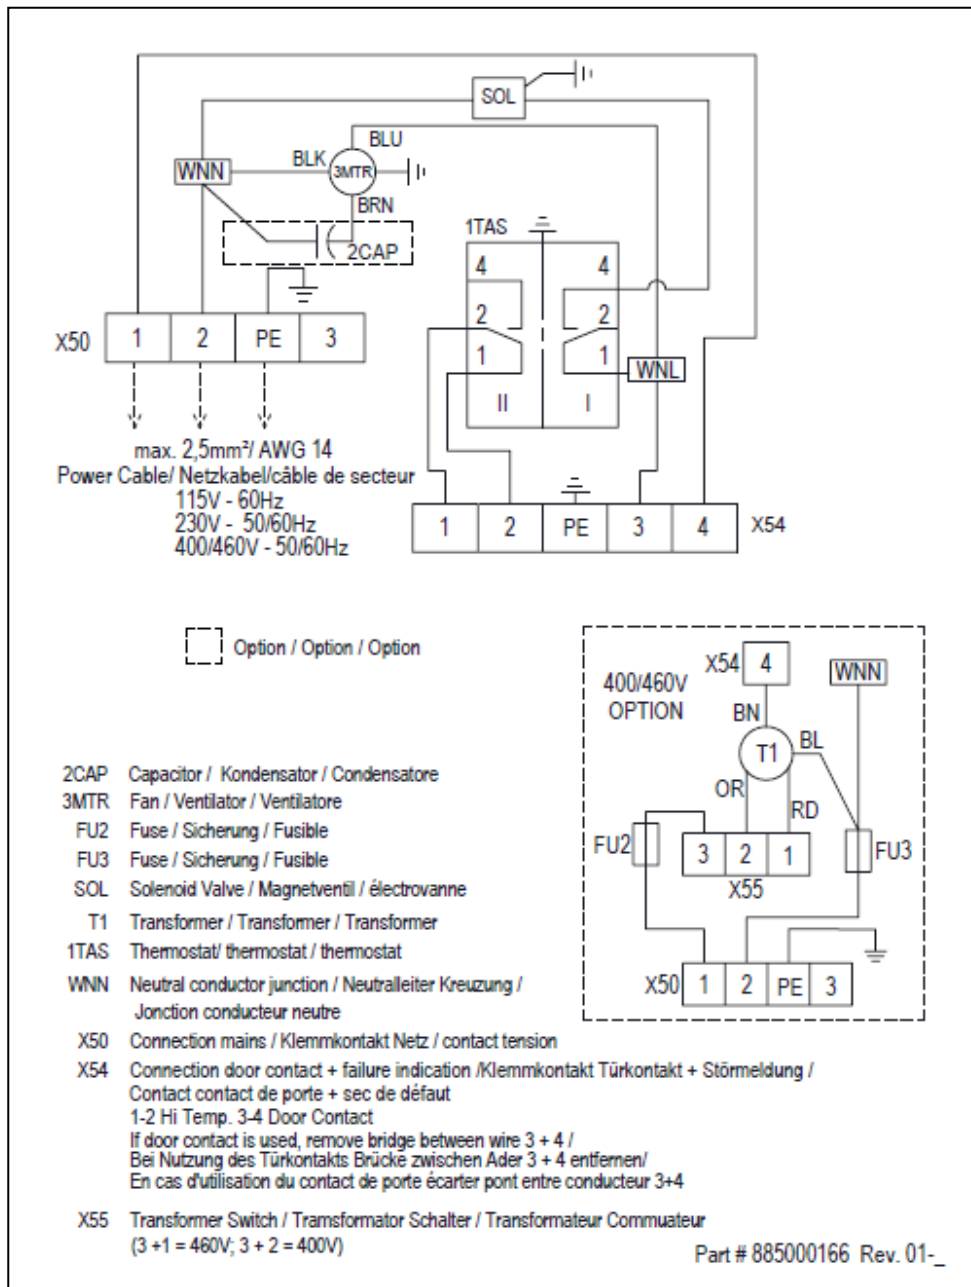 SOL
BLU
WNN
BLK
3MTR
BRN
2CAP
1TAS
4 4
2 2
1 1
WNL
II I
X50 1 2 PE 3
max. 2,5mm²/ AWG 14
Power Cable/ Netzkabel/câble de secteur
115V - 60Hz
230V - 50/60Hz
400/460V - 50/60Hz
1 2 PE 3 4 X54
Option / Option / Option
400/460V
OPTION
X54 4
WNN
BN
T1
BL
OR
RD
FU2
3 2 1
FU3
X55
X50 1 2 PE 3
2CAP Capacitor / Kondensator / Condensatore
3MTR Fan / Ventilator / Ventilatore
FU2 Fuse / Sicherung / Fusible
FU3 Fuse / Sicherung / Fusible
SOL Solenoid Valve / Magnetventil / électrovanne
T1 Transformer / Transformer / Transformer
1TAS Thermostat/ thermostat / thermostat
WNN Neutral conductor junction / Neutralleiter Kreuzung /
Jonction conducteur neutre
X50 Connection mains / Klemmkontakt Netz / contact tension
X54 Connection door contact + failure indication /Klemmkontakt Türkontakt + Störmeldung /
Contact contact de porte + sec de défaut
1-2 Hi Temp. 3-4 Door Contact
If door contact is used, remove bridge between wire 3 + 4 /
Bei Nutzung des Türkontakts Brücke zwischen Ader 3 + 4 entfernen/
En cas d'utilisation du contact de porte écarter pont entre conducteur 3+4
X55 Transformer Switch / Tramsformator Schalter / Transformateur Commuateur
(3 +1 = 460V; 3 + 2 = 400V)
Part # 885000166 Rev. 01-_